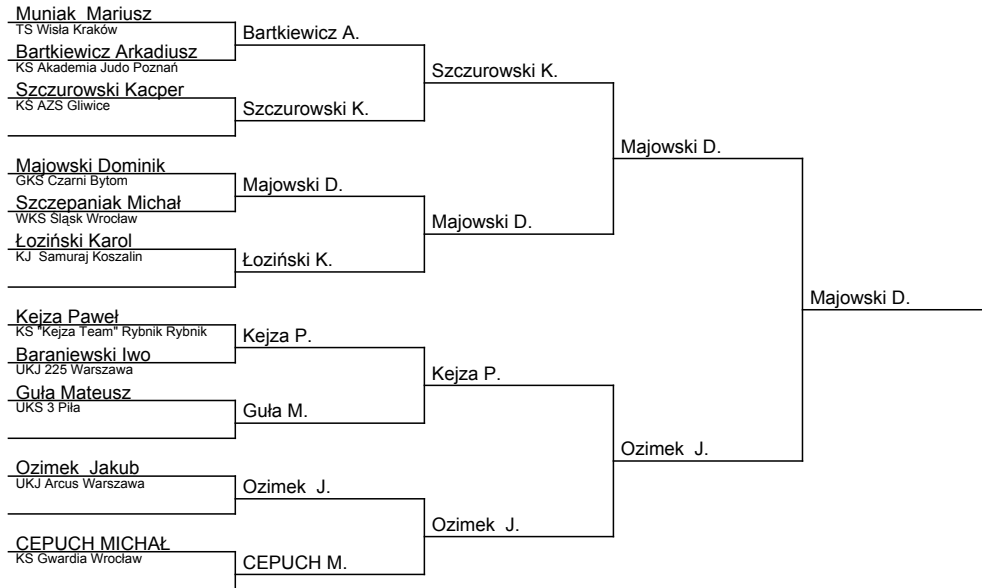 Muniak Mariusz
TS Wisła Kraków
Bartkiewicz Arkadiusz
KS Akademia Judo Poznań
Szczurowski Kacper
KŚ AZS Gliwice
Majowski Dominik
GKS Czarni Bytom
Szczepaniak Michał
WKS Śląsk Wrocław
Łoziński Karol
KJ Samuraj Koszalin
Kejza Paweł
KS "Kejza Team" Rybnik Rybnik
Baraniewski Iwo
UKJ 225 Warszawa
Guła Mateusz
UKS 3 Piła
Ozimek Jakub
UKJ Arcus Warszawa
CEPUCH MICHAŁ
KS Gwardia Wrocław
Bartkiewicz A.
Szczurowski K.
Majowski D.
Łoziński K.
Kejza P.
Guła M.
Ozimek J.
CEPUCH M.
Szczurowski K.
Majowski D.
Kejza P.
Ozimek J.
Majowski D.
Ozimek J.
Majowski D.